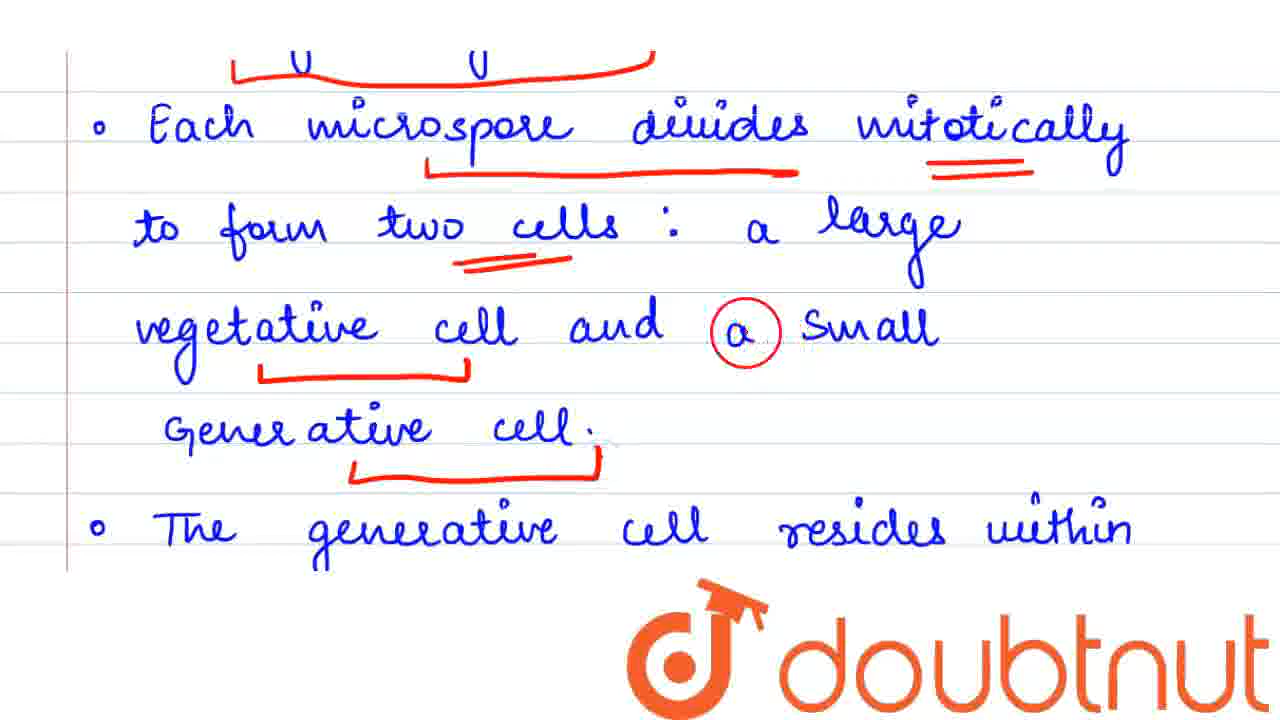 • Each microspore divides mitotically
to form two cells : a large
vegetative cell and a small
Generative cell.
• The generative cell resides within
doubtnut